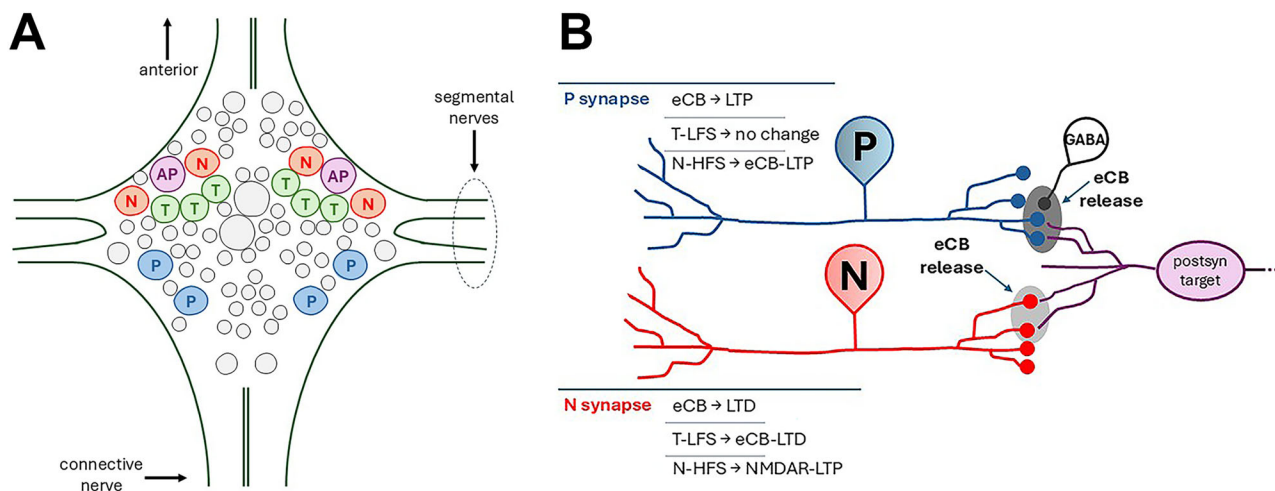 A
anterior
segmental
nerves
N
N
AP
AP
T
T
N
T
T
T
T
N
P
P
P
P
connective
nerve
B
P synapse
eCB → LTP
T-LFS → no change
N-HFS → eCB-LTP
P
GABA
eCB
release
N
eCB
release
postsyn
target
N synapse
eCB → LTD
T-LFS → eCB-LTD
N-HFS → NMDAR-LTP